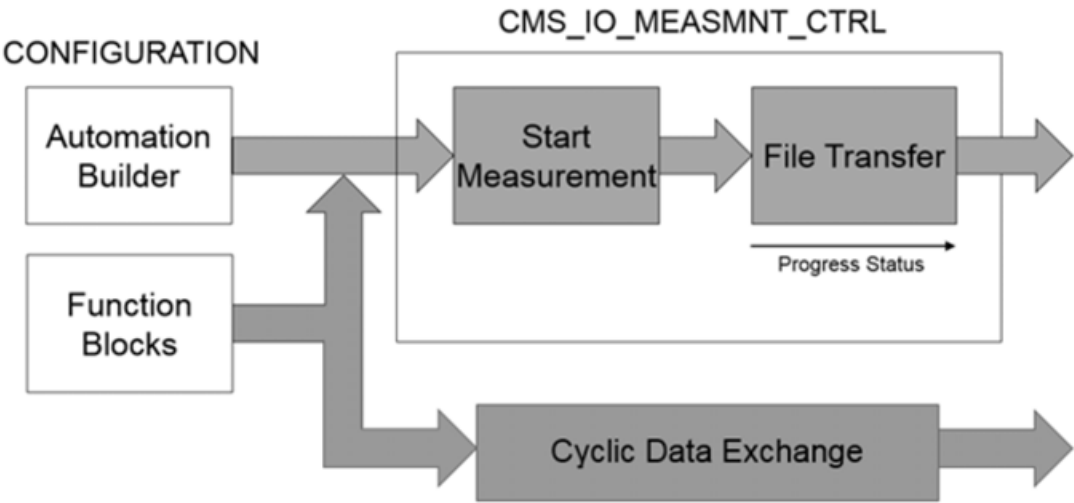 CMS_IO_MEASMNT_CTRL
CONFIGURATION
Automation
Builder
Start
Measurement
File Transfer
Progress Status
Function
Blocks
Cyclic Data Exchange